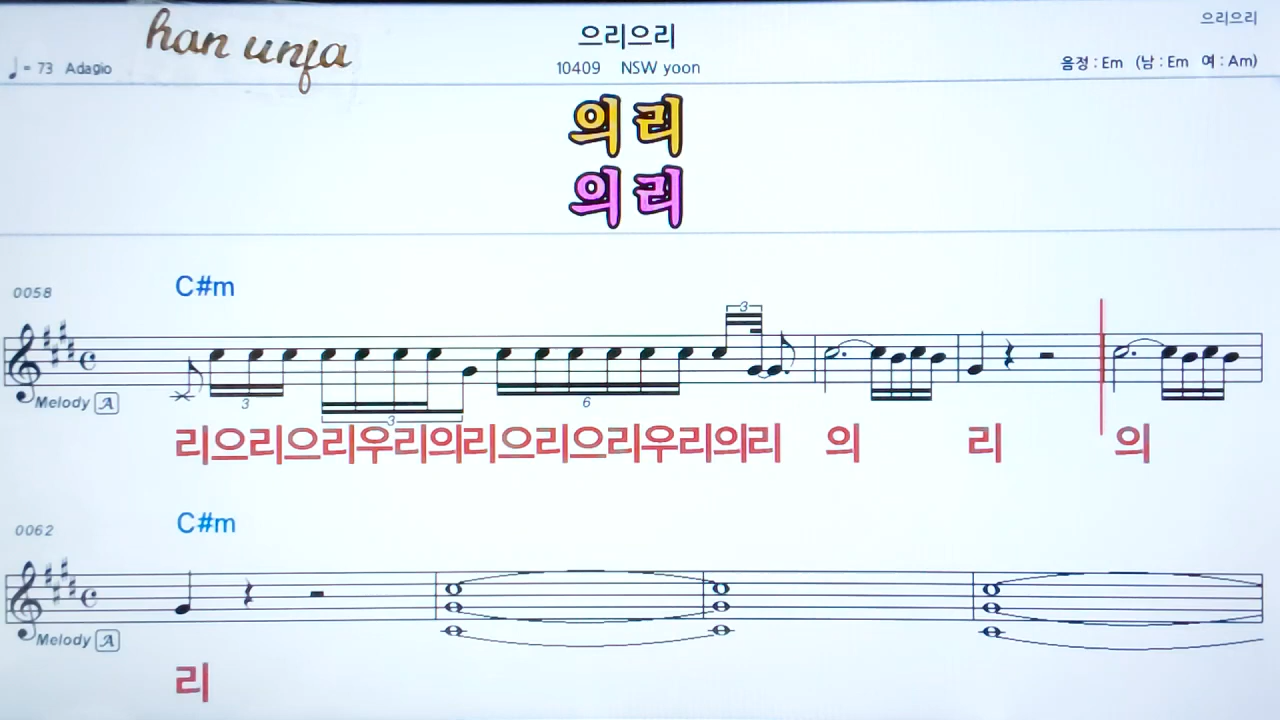 han unfa
으리으리
으리으리
♩= 73 Adagio
10409 NSW yoon
음정 : Em (남 : Em 여 : Am)
의 리
의 리
0058
C#m
3
3
6
3
Melody A
리으리으리우리의리으리으리우리의리 의 리 의
0062
C#m
Melody A
리